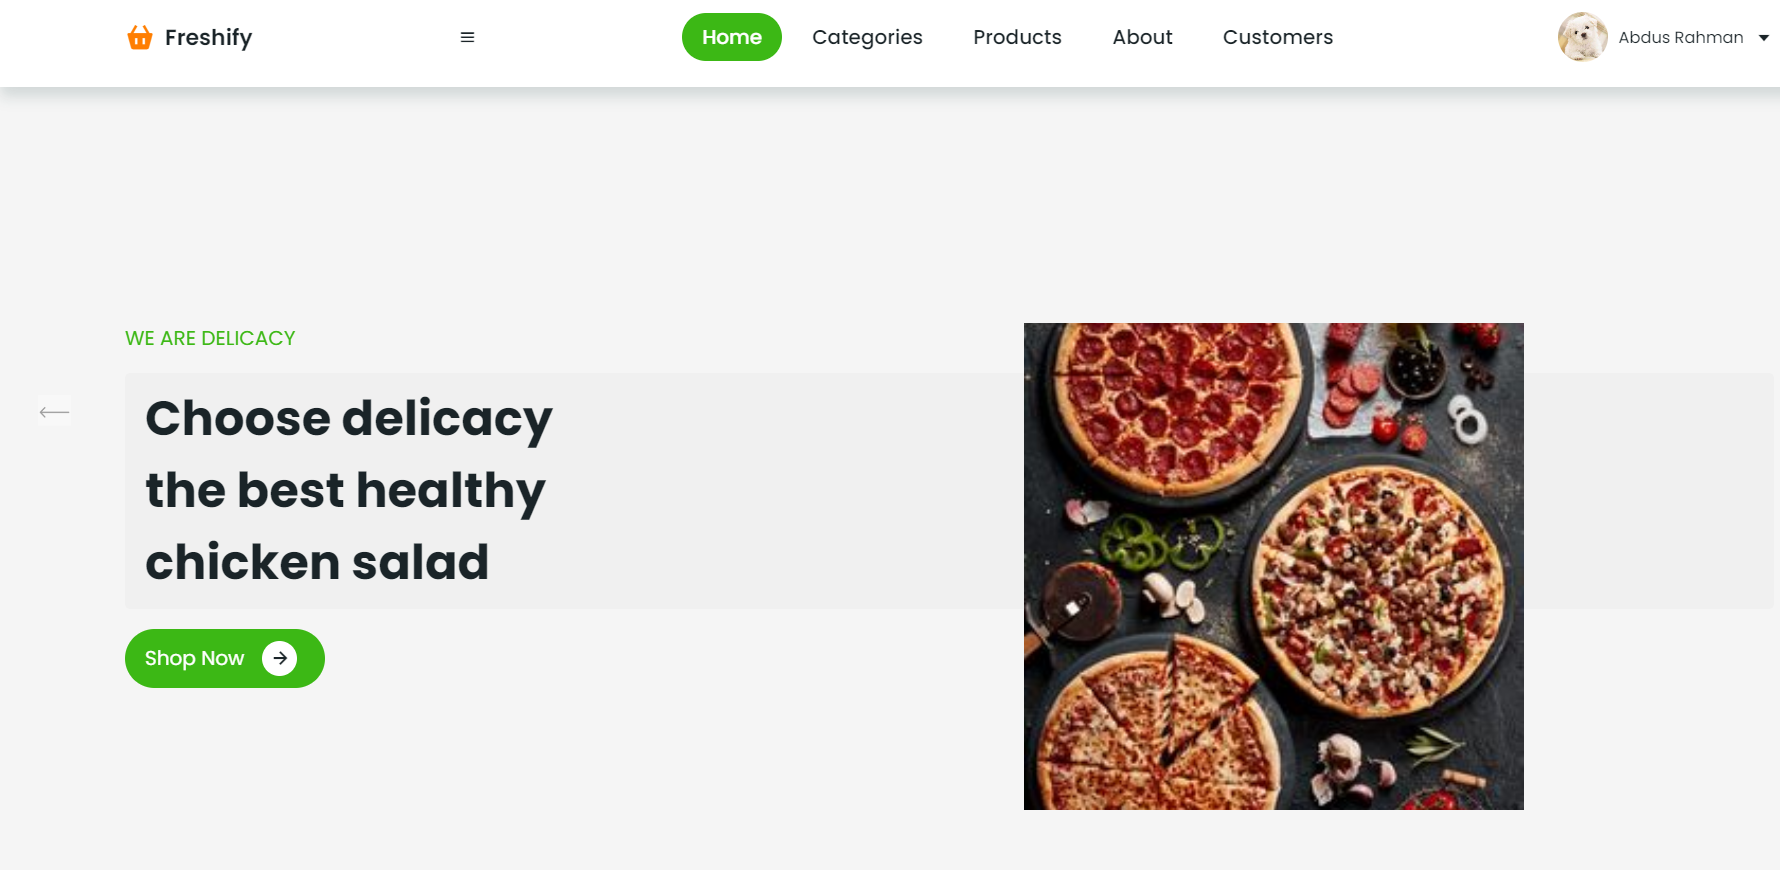 Freshify
Home
Categories
Products
About
Customers
Abdus Rahman
WE ARE DELICACY
Choose delicacy
the best healthy
chicken salad
Shop Now